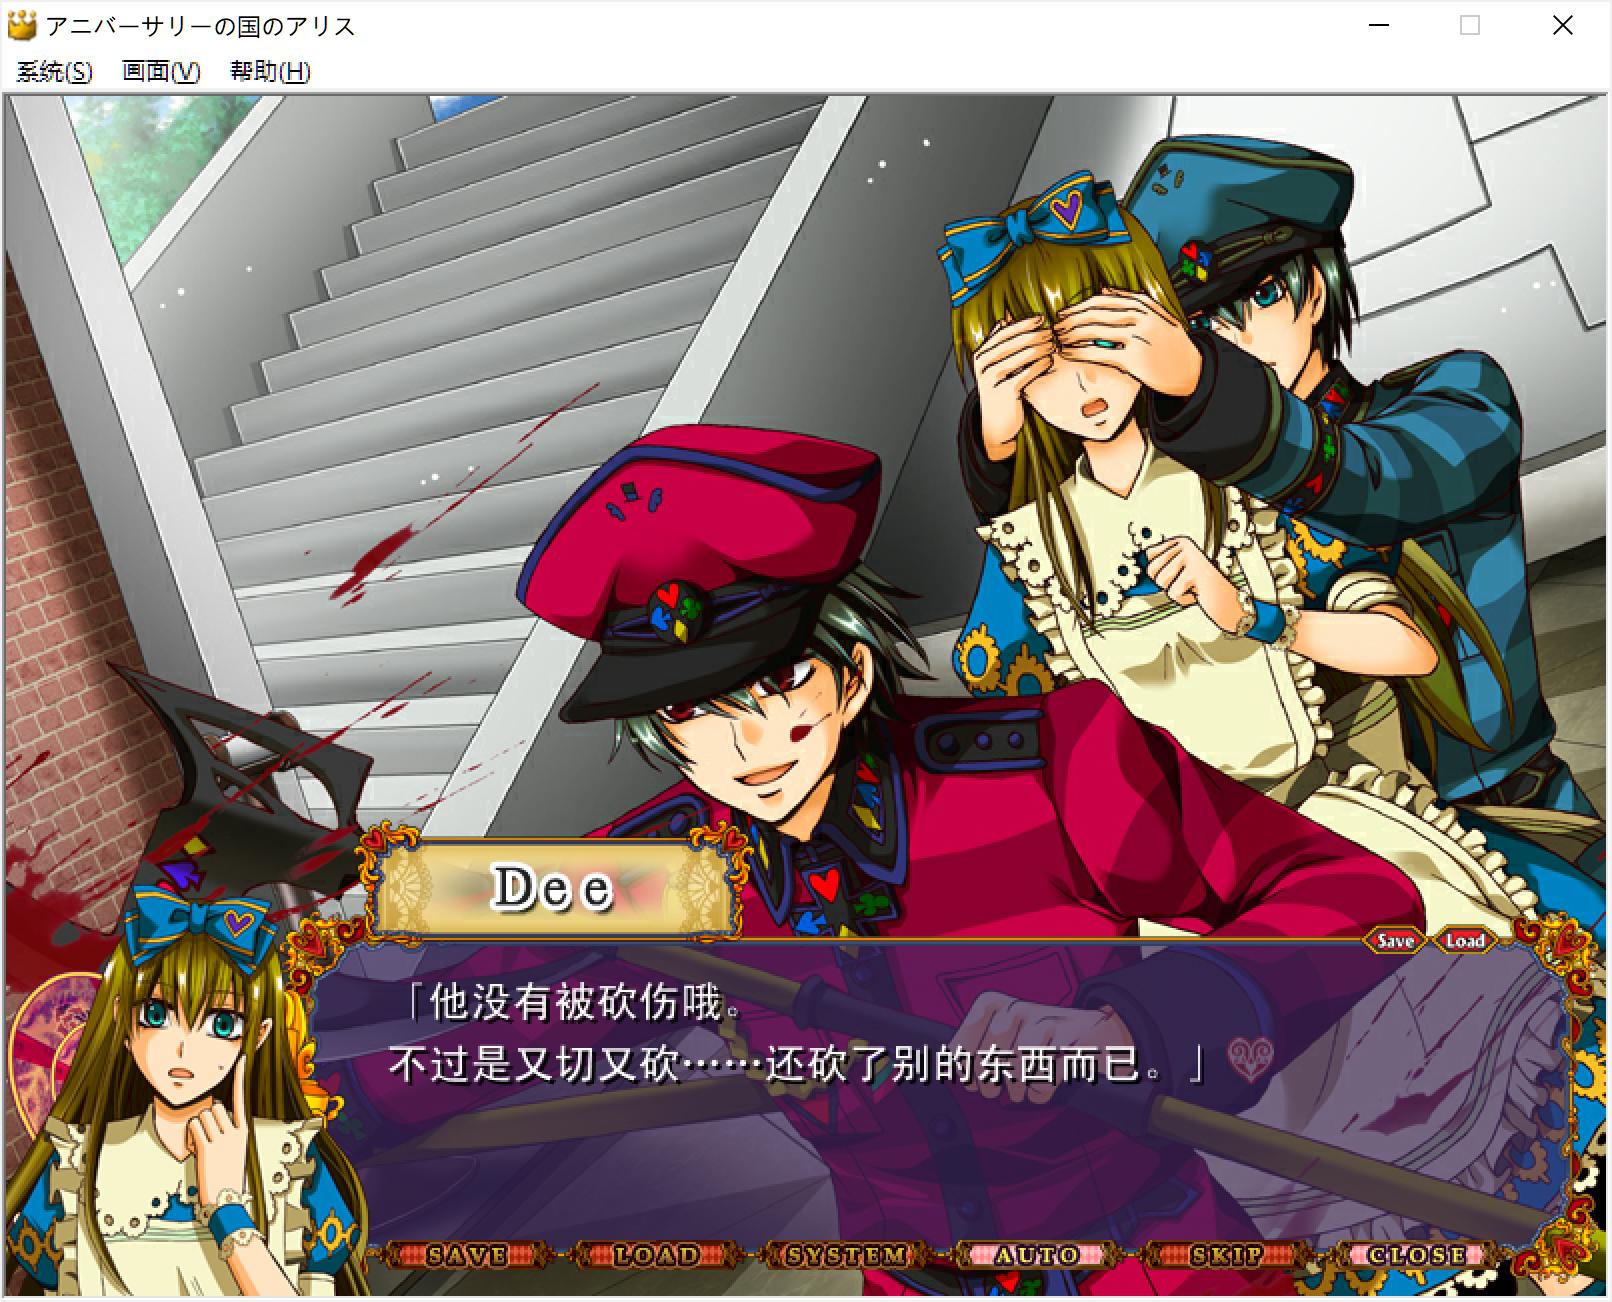 アニバーサリーの国のアリス
系统(S) 画面(V) 帮助(H)
Dee
Save Load
「他没有被砍伤哦。
不过是又切又砍……还砍了别的东西而已。」
SAVE LOAD SYSTEM AUTO SKIP CLOSE